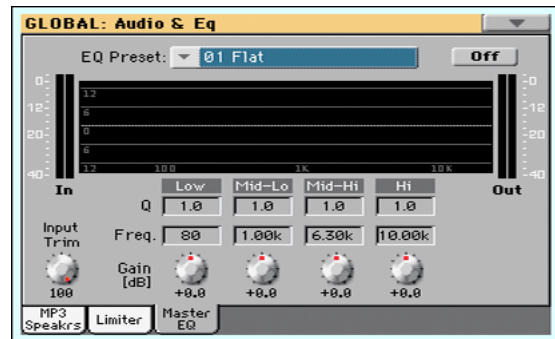 GLOBAL: Audio & Eq
EQ Preset: 01 Flat
Off
0-
12-
20-
40-
In
12
6
0
6
12
100
1K
10K
-0
-12
-20
-40
Out
Low Mid-Lo Mid-Hi Hi
Q 1.0 1.0 1.0 1.0
Input Trim
Freq. 80 1.00k 6.30k 10.00k
Gain [dB]
100 +0.0 +0.0 +0.0 +0.0
MP3 Speakrs Limiter Master EQ